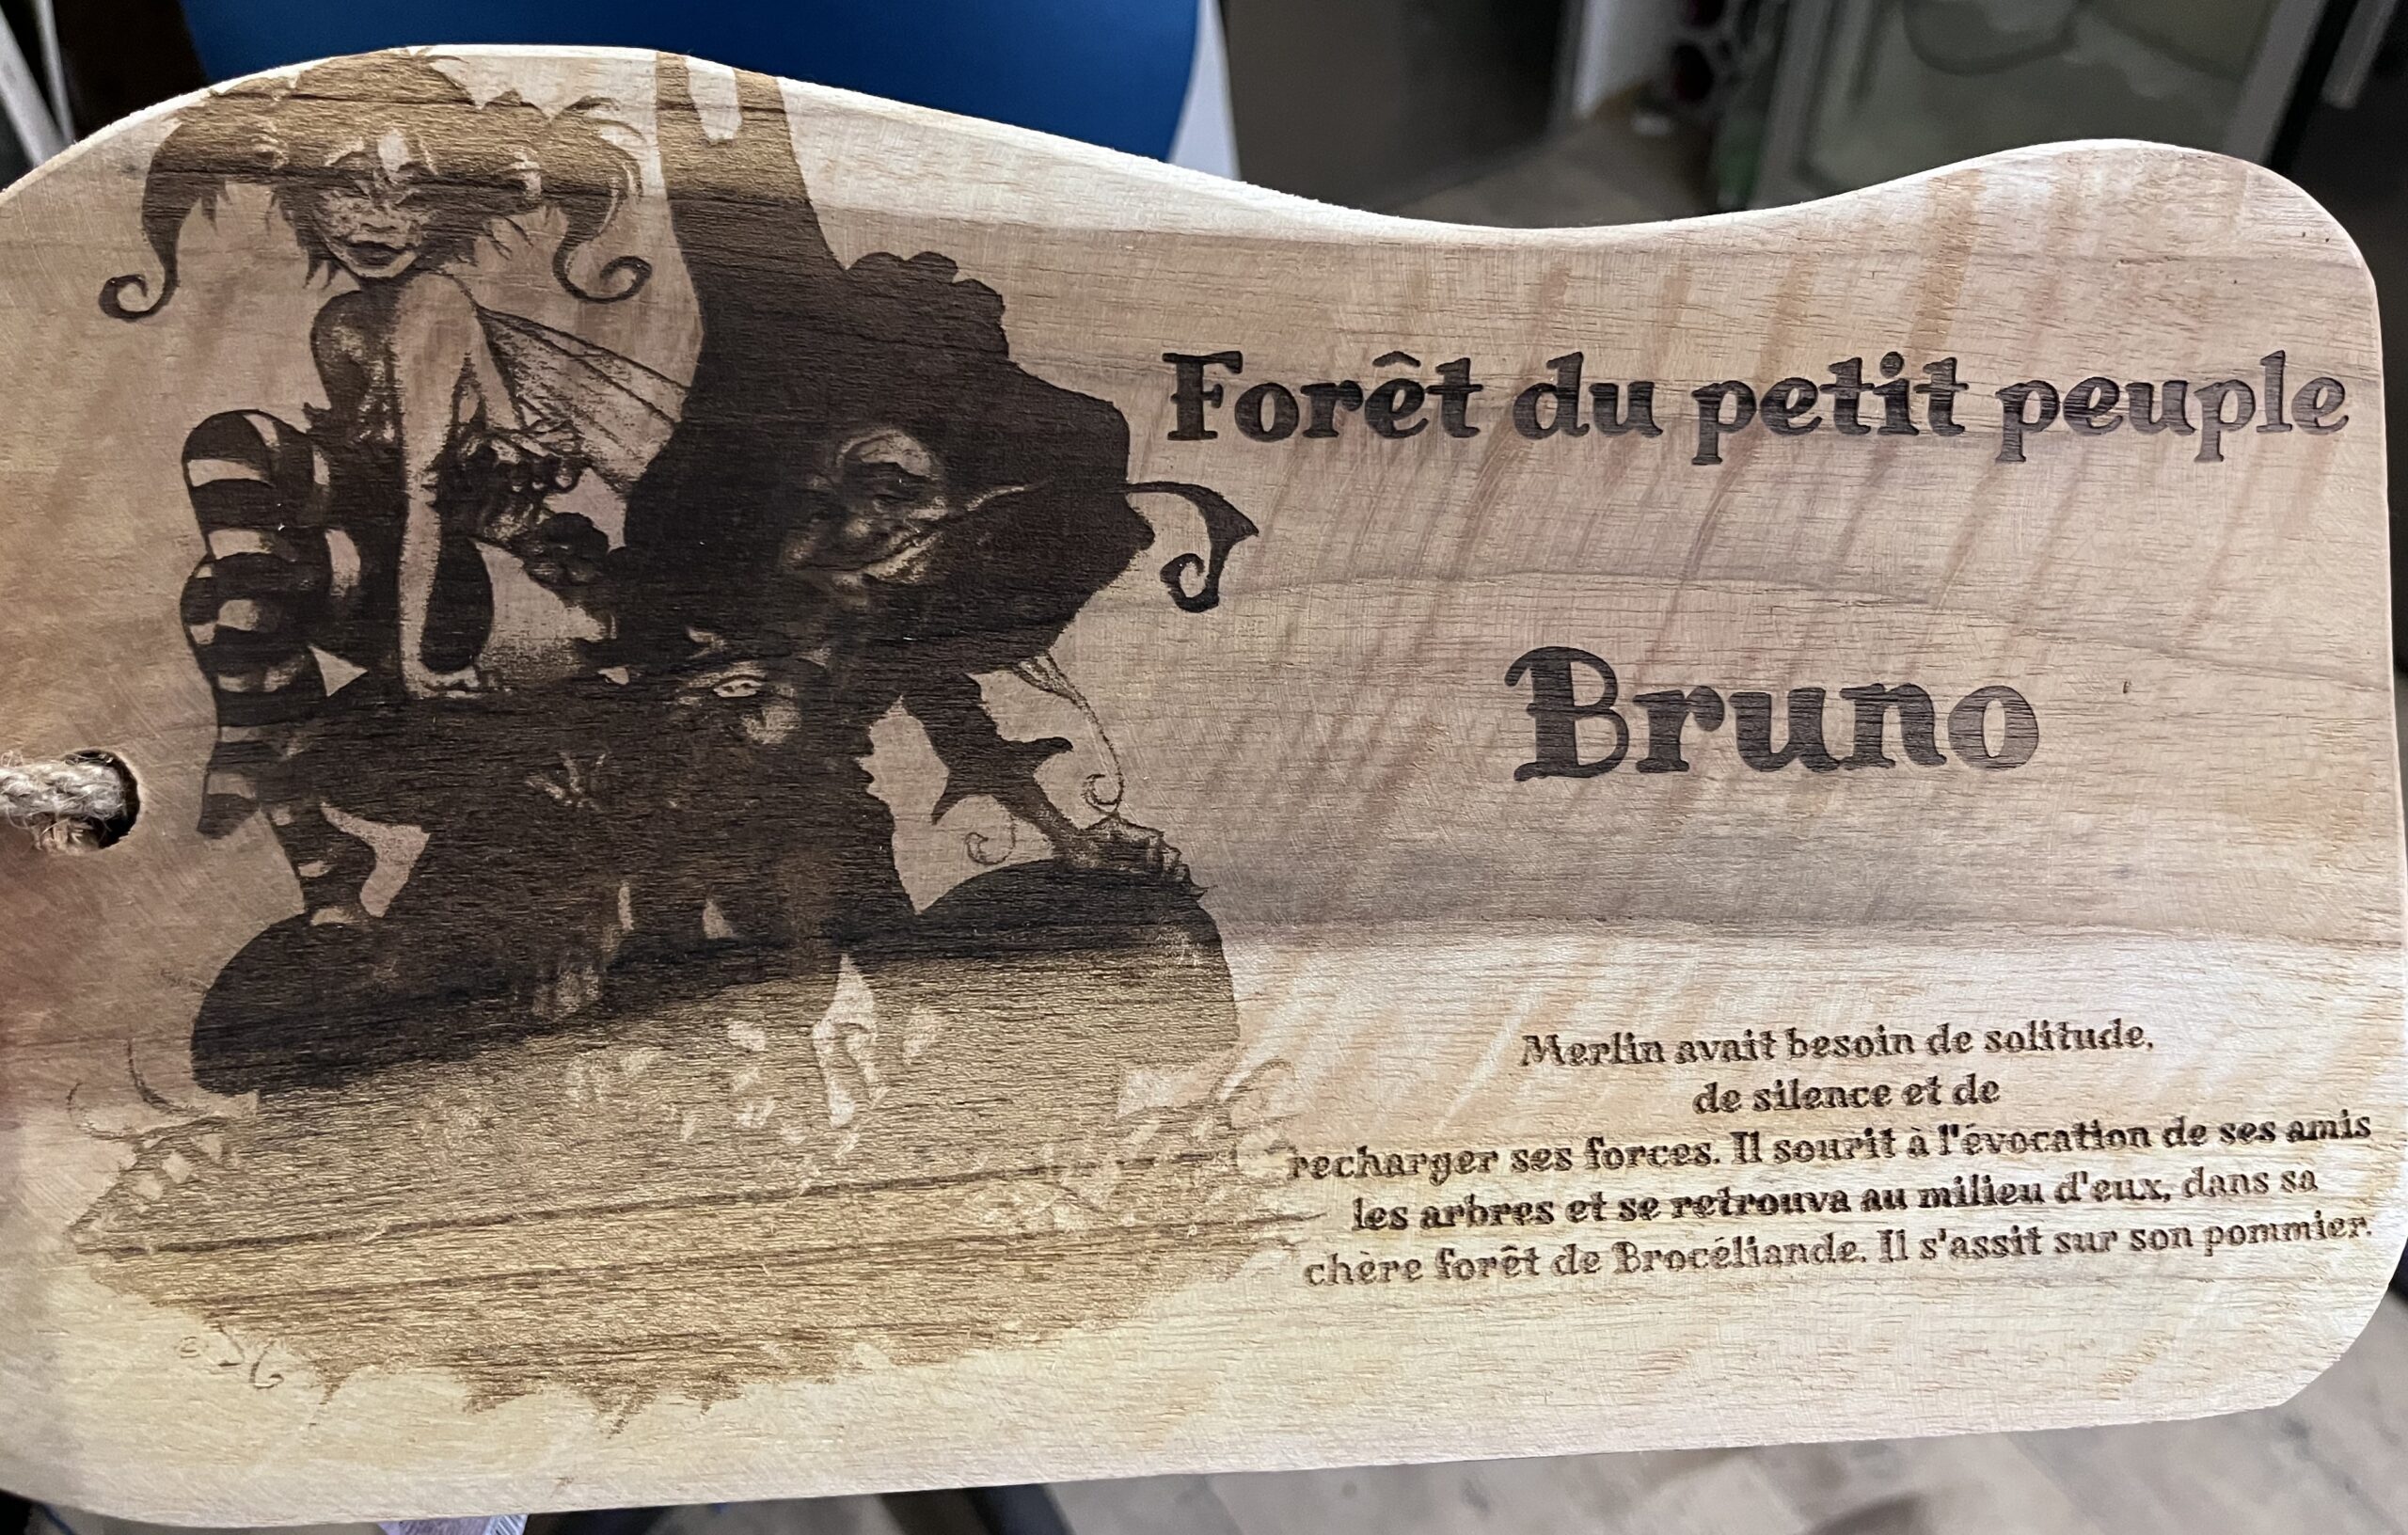 Forêt du petit peuple
Bruno
Merlin avait besoin de solitude,
de silence et de
recharger ses forces. Il sourit à l'évocation de ses amis
les arbres et se retrouva au milieu d'eux, dans sa
chère forêt de Brocéliande. Il s'assit sur son pommier.